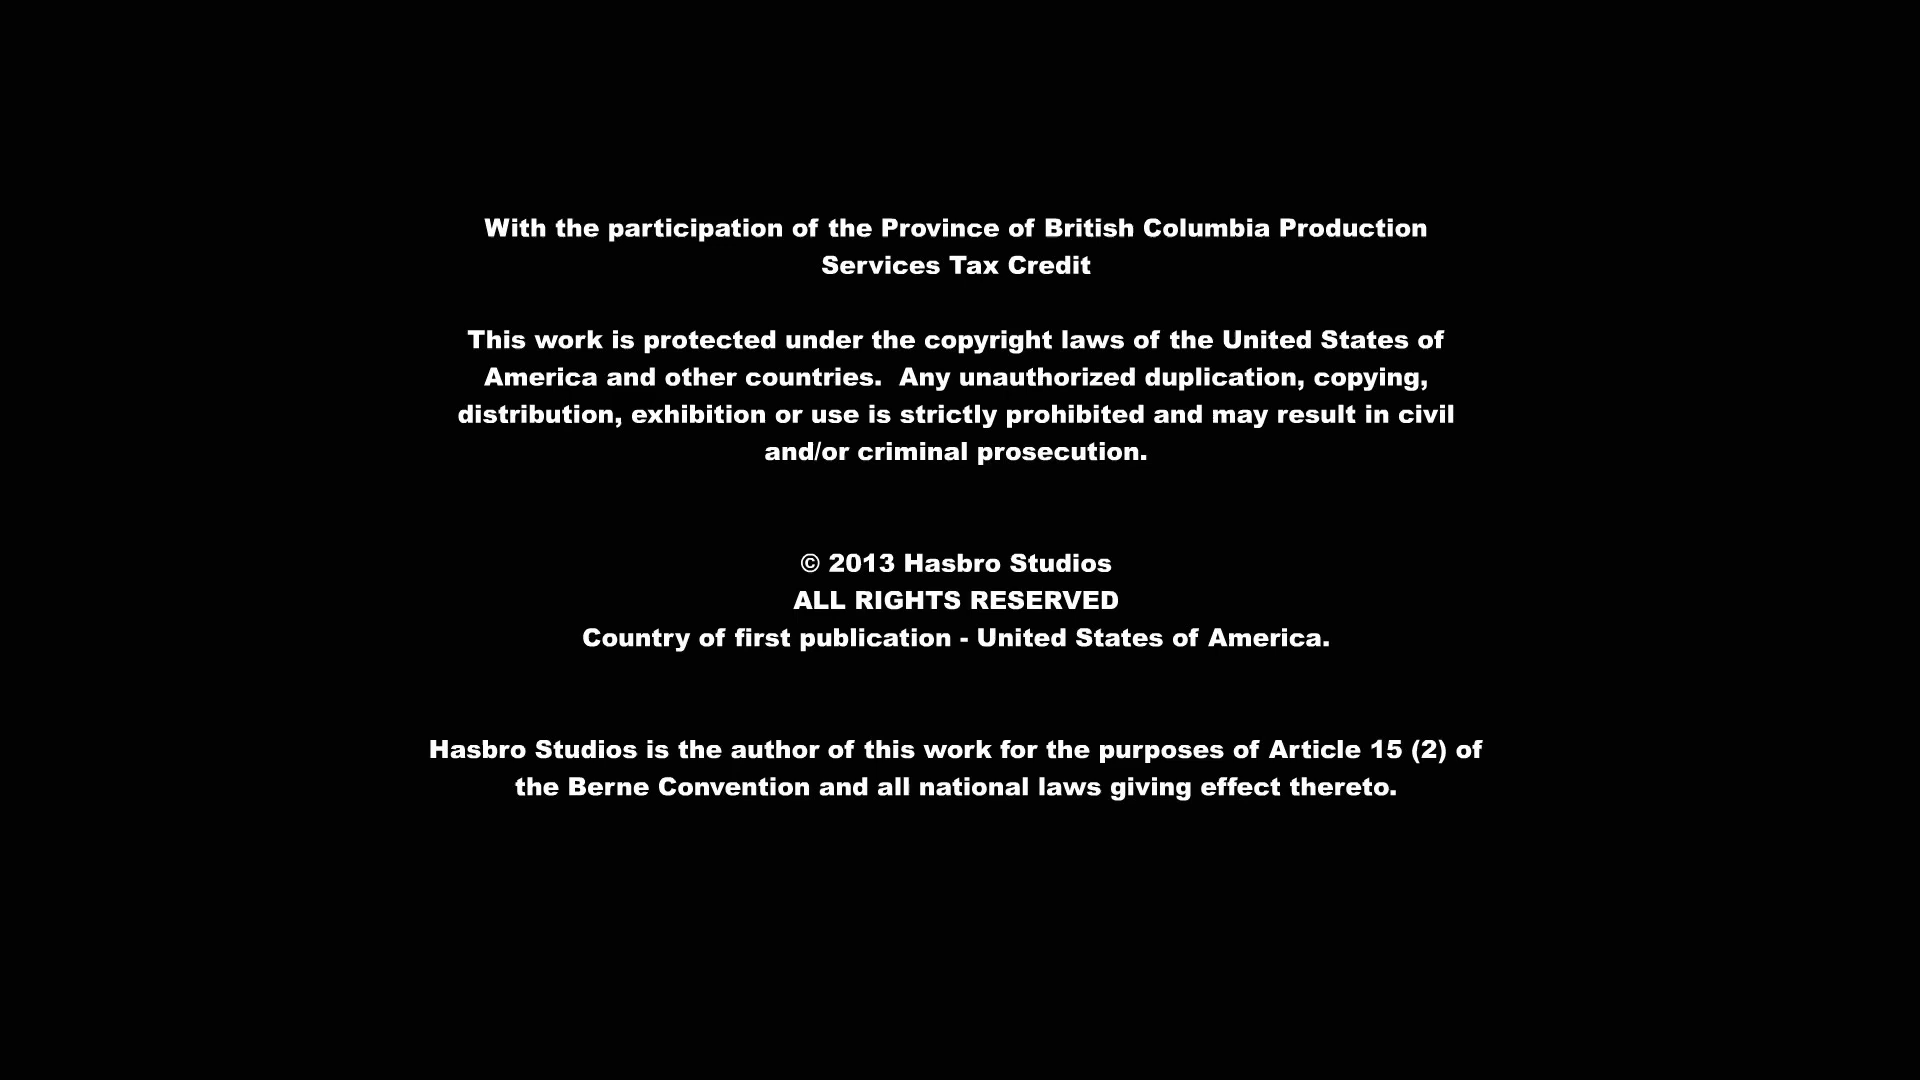 With the participation of the Province of British Columbia Production
Services Tax Credit
This work is protected under the copyright laws of the United States of
America and other countries.  Any unauthorized duplication, copying,
distribution, exhibition or use is strictly prohibited and may result in civil
and/or criminal prosecution.
© 2013 Hasbro Studios
ALL RIGHTS RESERVED
Country of first publication - United States of America.
Hasbro Studios is the author of this work for the purposes of Article 15 (2) of
the Berne Convention and all national laws giving effect thereto.